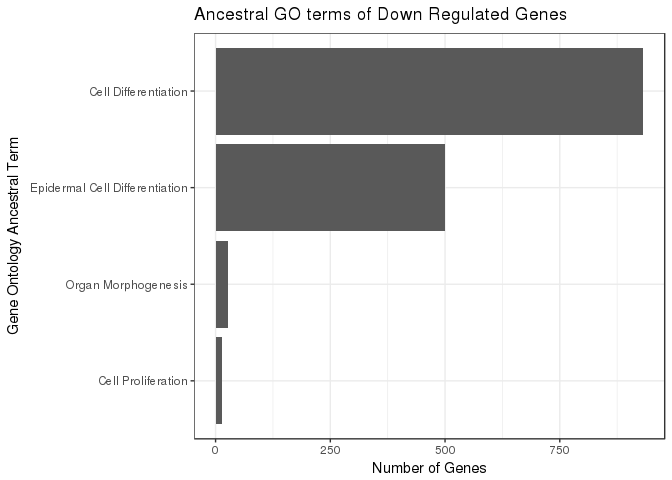 Ancestral GO terms of Down Regulated Genes
Gene Ontology Ancestral Term
Cell Differentiation
Epidermal Cell Differentiation
Organ Morphogenesis
Cell Proliferation
0 250 500 750
Number of Genes